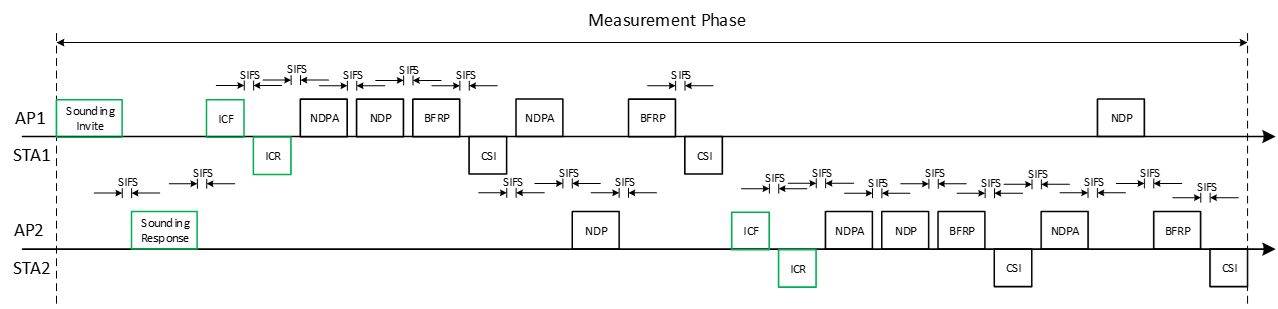 Measurement Phase
SIFS SIFS SIFS SIFS SIFS SIFS
AP1 Sounding Invite ICF NDPA NDP BFRP NDPA BFRP NDP
STA1 ICR CSI CSI
SIFS SIFS SIFS SIFS SIFS SIFS SIFS SIFS SIFS SIFS SIFS SIFS SIFS SIFS
AP2 Sounding Response NDP ICF NDPA NDP BFRP NDPA BFRP
STA2 ICR CSI CSI